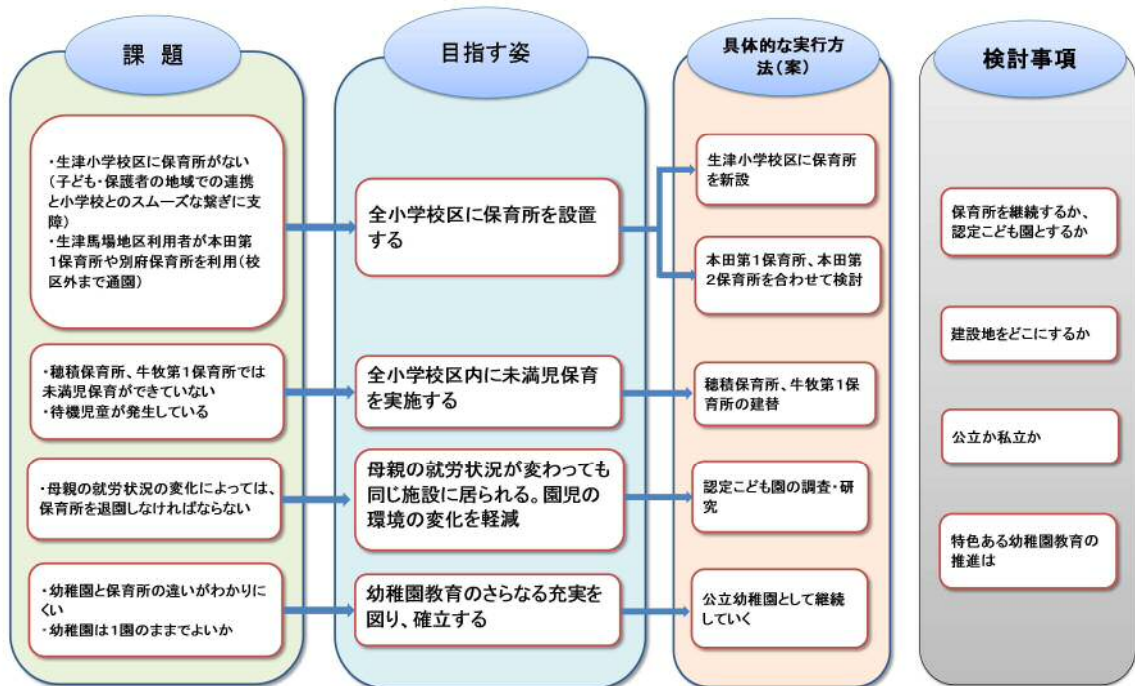 課 題
・生津小学校区に保育所がない
(子ども・保護者の地域での連携
と小学校とのスムーズな繋ぎに支
障)
・生津馬場地区利用者が本田第
1保育所や別府保育所を利用(校
区外まで通園)
・穂積保育所、牛牧第1保育所では
未満児保育ができていない
・待機児童が発生している
・母親の就労状況の変化によっては、
保育所を退園しなければならない
・幼稚園と保育所の違いがわかりに
くい
・幼稚園は1園のままでよいか
目指す姿
全小学校区に保育所を設置
する
全小学校区内に未満児保育
を実施する
母親の就労状況が変わっても
同じ施設に居られる。園児の
環境の変化を軽減
幼稚園教育のさらなる充実を
図り、確立する
具体的な実行方
法(案)
生津小学校区に保育所
を新設
本田第1保育所、本田第
2保育所を合わせて検討
穂積保育所、牛牧第1保
育所の建替
認定こども園の調査・研
究
公立幼稚園として継続
していく
検討事項
保育所を継続するか、
認定こども園とするか
建設地をどこにするか
公立か私立か
特色ある幼稚園教育の
推進は